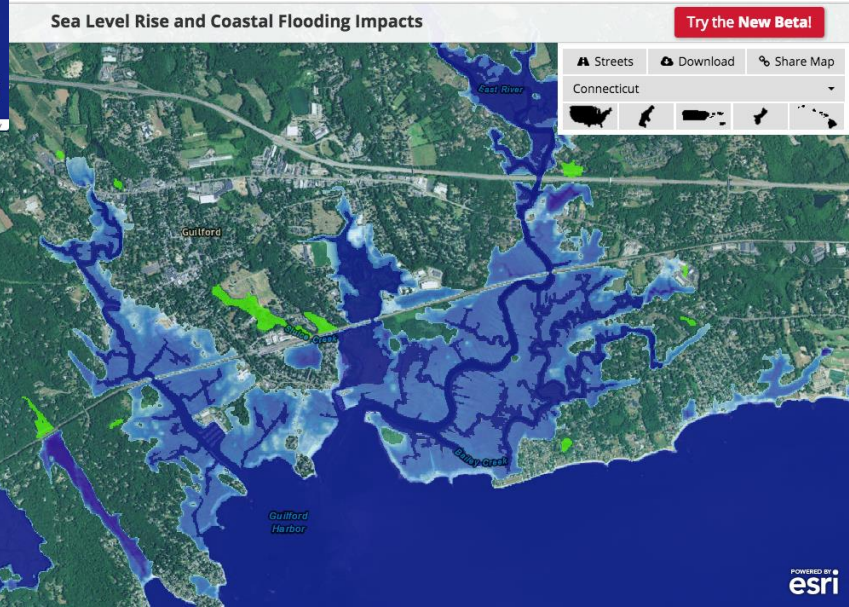 Sea Level Rise and Coastal Flooding Impacts
Try the New Beta!
Streets
Download
Share Map
Connecticut
East River
Guilford
Bailey Creek
Guilford
Harbor
POWERED BY
esri